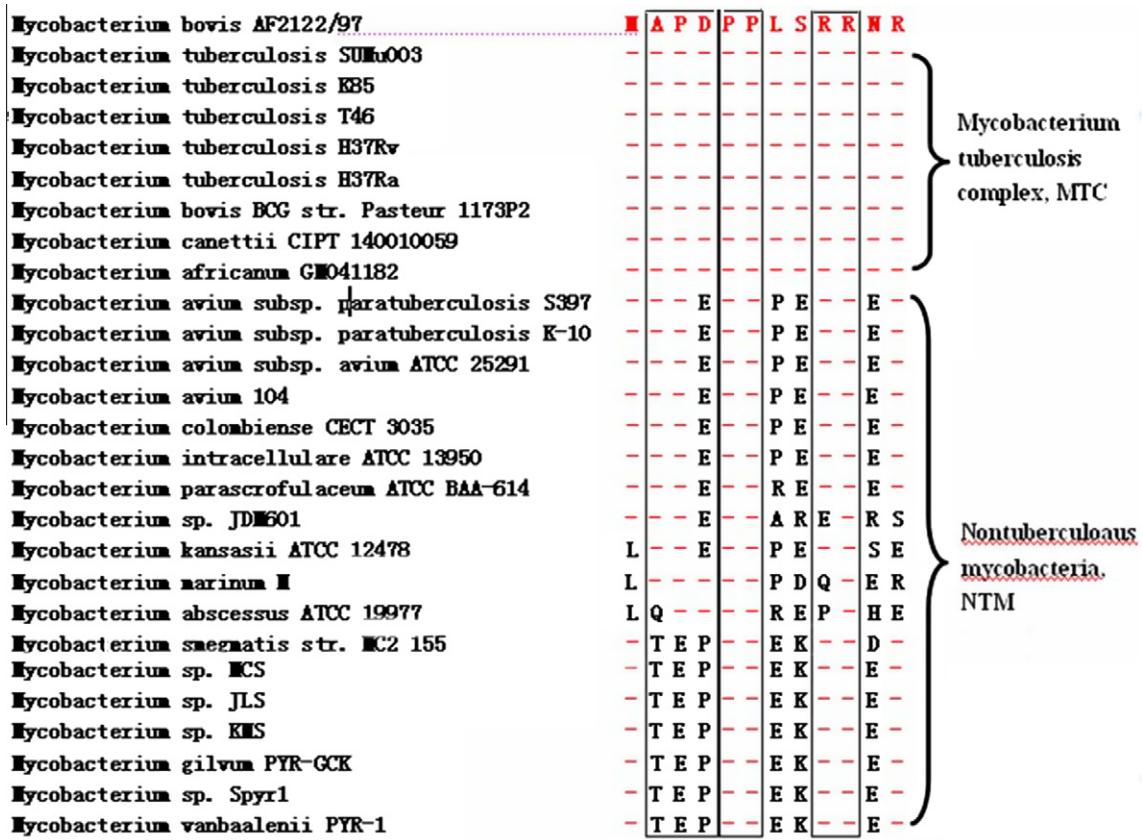 Mycobacterium bovis AF2122/97 M A P D P P L S R R N R
Mycobacterium tuberculosis SUMu003 - - - - - - - - - - - -
Mycobacterium tuberculosis K85 - - - - - - - - - - - -
Mycobacterium tuberculosis T46 - - - - - - - - - - - -
Mycobacterium tuberculosis H37Rv - - - - - - - - - - - -
Mycobacterium tuberculosis H37Ra - - - - - - - - - - - -
Mycobacterium bovis BCG str. Pasteur 1173P2 - - - - - - - - - - - -
Mycobacterium canettii CIPT 140010059 - - - - - - - - - - - -
Mycobacterium africanum GM041182 - - - - - - - - - - - -
Mycobacterium tuberculosis complex, MTC
Mycobacterium avium subsp. paratuberculosis S397 - - - E - - P E - - E -
Mycobacterium avium subsp. paratuberculosis K-10 - - - E - - P E - - E -
Mycobacterium avium subsp. avium ATCC 25291 - - - E - - P E - - E -
Mycobacterium avium 104 - - - E - - P E - - E -
Mycobacterium colombiense CECT 3035 - - - E - - P E - - E -
Mycobacterium intracellulare ATCC 13950 - - - E - - P E - - E -
Mycobacterium parascrofulaceum ATCC BAA-614 - - - E - - R E - - E -
Mycobacterium sp. JDM601 - - - E - - A R E - R S
Mycobacterium kansasii ATCC 12478 L - - E - - P E - - S E
Mycobacterium marinum M L - - - - - P D Q - E R
Mycobacterium abscessus ATCC 19977 L Q - - - - R E P - H E
Mycobacterium smegmatis str. MC2 155 - T E P - - E K - - D -
Mycobacterium sp. MCS - T E P - - E K - - E -
Mycobacterium sp. JLS - T E P - - E K - - E -
Mycobacterium sp. KMS - T E P - - E K - - E -
Mycobacterium gilvum PYR-GCK - T E P - - E K - - E -
Mycobacterium sp. Spyr1 - T E P - - E K - - E -
Mycobacterium vanbaalenii PYR-1 - T E P - - E K - - E -
Nontuberculoaus
mycobacteria,
NTM